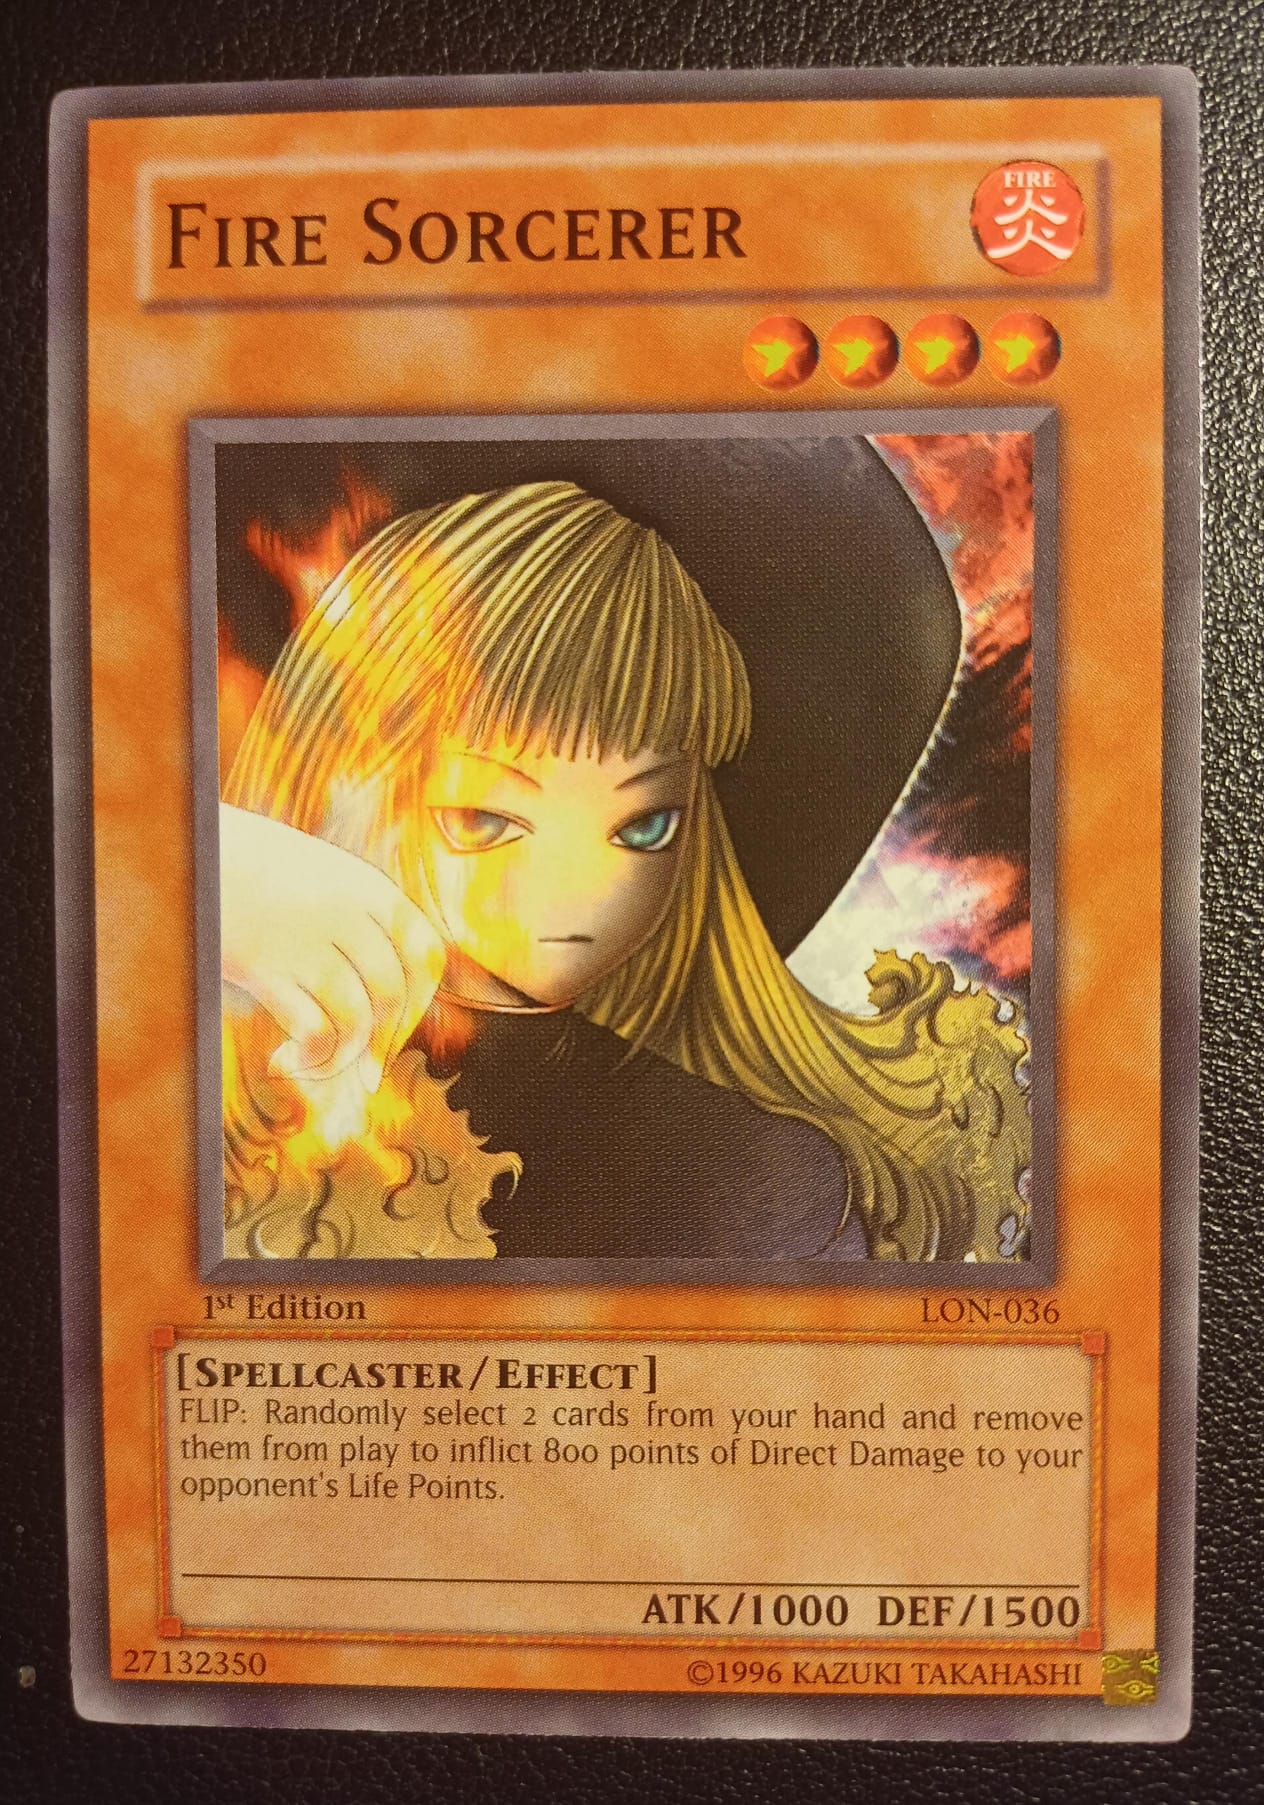 FIRE SORCERER
FIRE
炎
1st Edition
LON-036
[SPELLCASTER/EFFECT]
FLIP: Randomly select 2 cards from your hand and remove
them from play to inflict 800 points of Direct Damage to your
opponent's Life Points.
ATK/1000 DEF/1500
27132350
©1996 KAZUKI TAKAHASHI